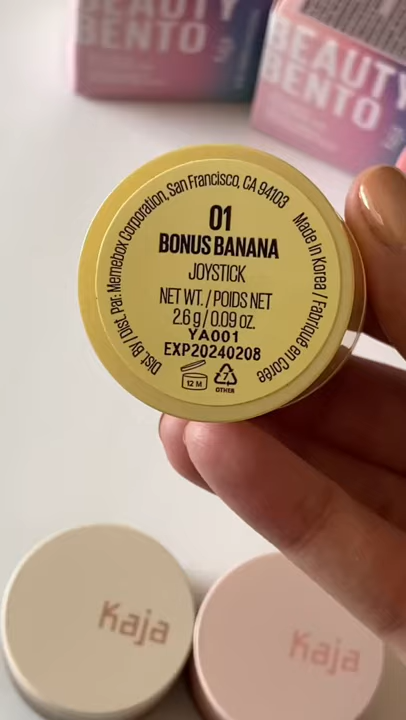 BEAUTY
BENTO
BEAUTY
BENTO
Dist. By / Dist. Par: Memebox Corporation, San Francisco, CA 94103
Made in Korea / Fabriqué en Corée
01
BONUS BANANA
JOYSTICK
NET WT. / POIDS NET
2.6 g / 0.09 oz.
YA001
EXP20240208
12 M
7
OTHER
Kaja
Kaja